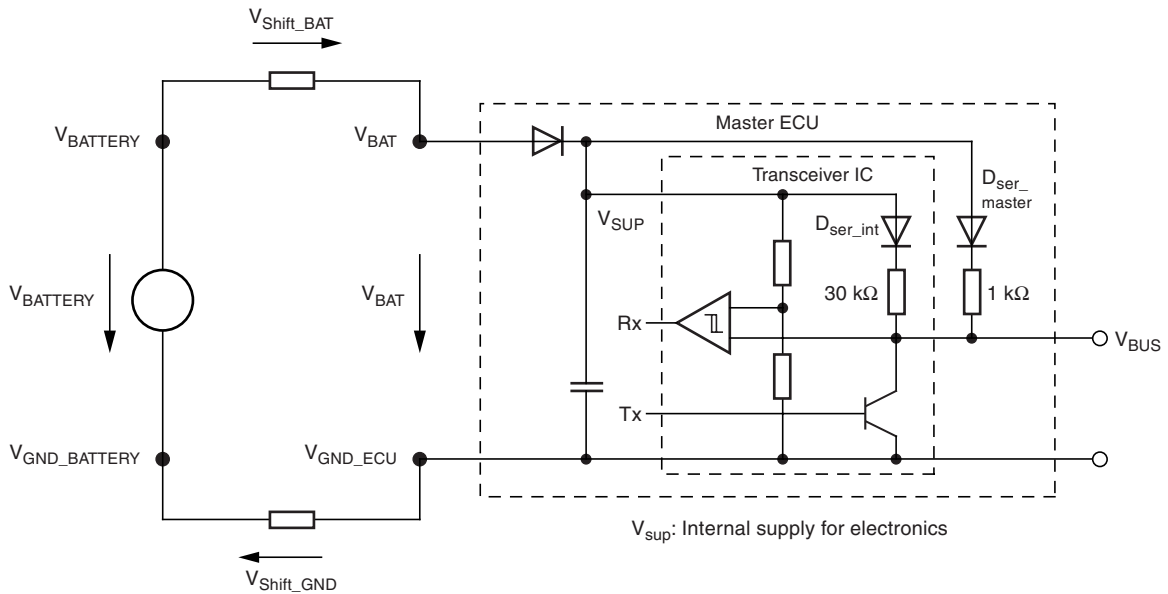 VShift_BAT
VBATTERY
VBAT
Master ECU
Transceiver IC
Dser_
master
VSUP
Dser_int
VBATTERY
VBAT
30 kΩ
1 kΩ
Rx
VBUS
Tx
VGND_BATTERY
VGND_ECU
Vsup: Internal supply for electronics
VShift_GND